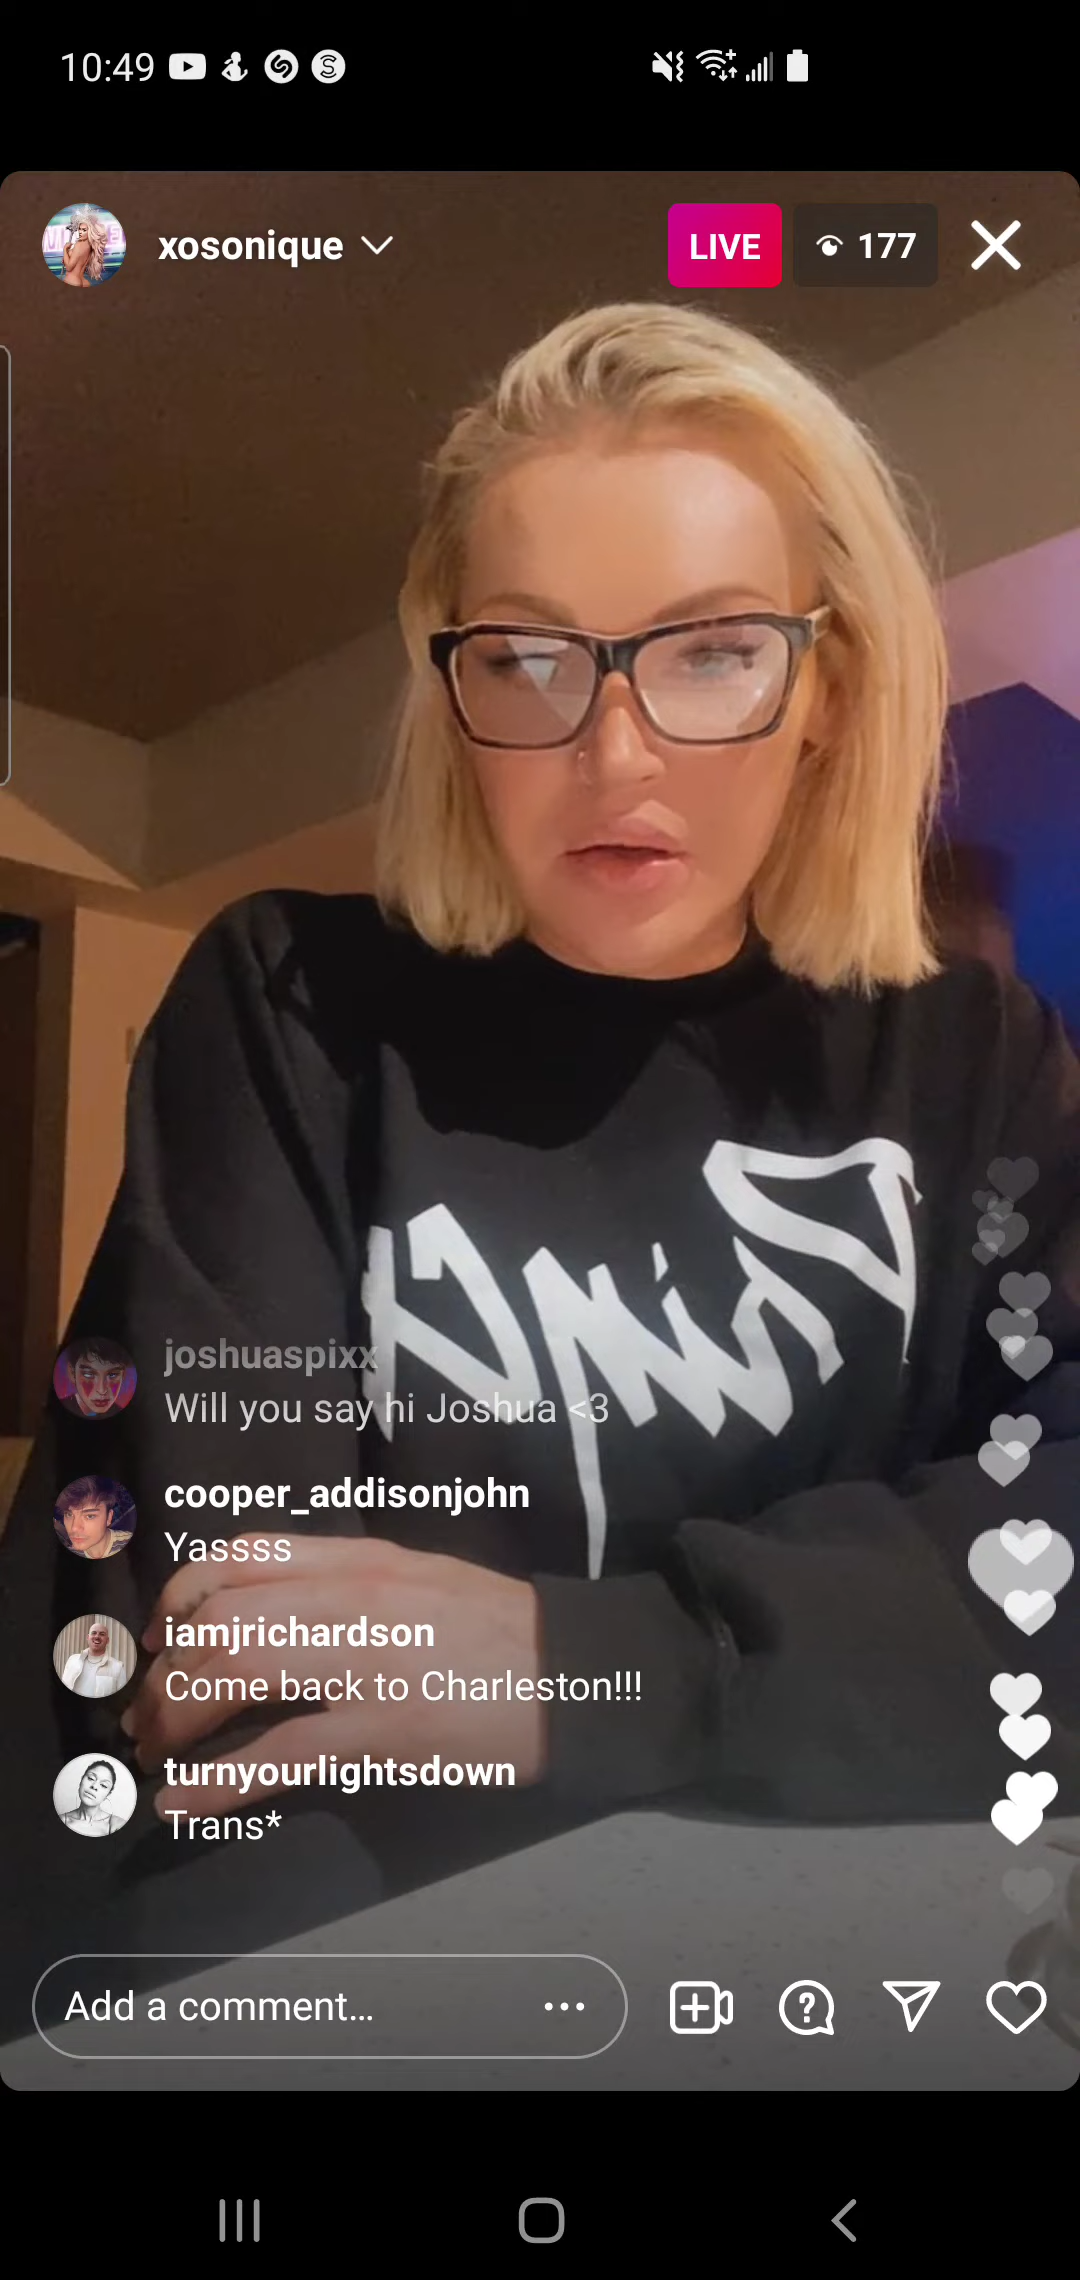 10:49
xosonique
LIVE
177
joshuaspixx
Will you say hi Joshua <3
cooper_addisonjohn
Yassss
iamjrichardson
Come back to Charleston!!!
turnyourlightsdown
Trans*
Add a comment...